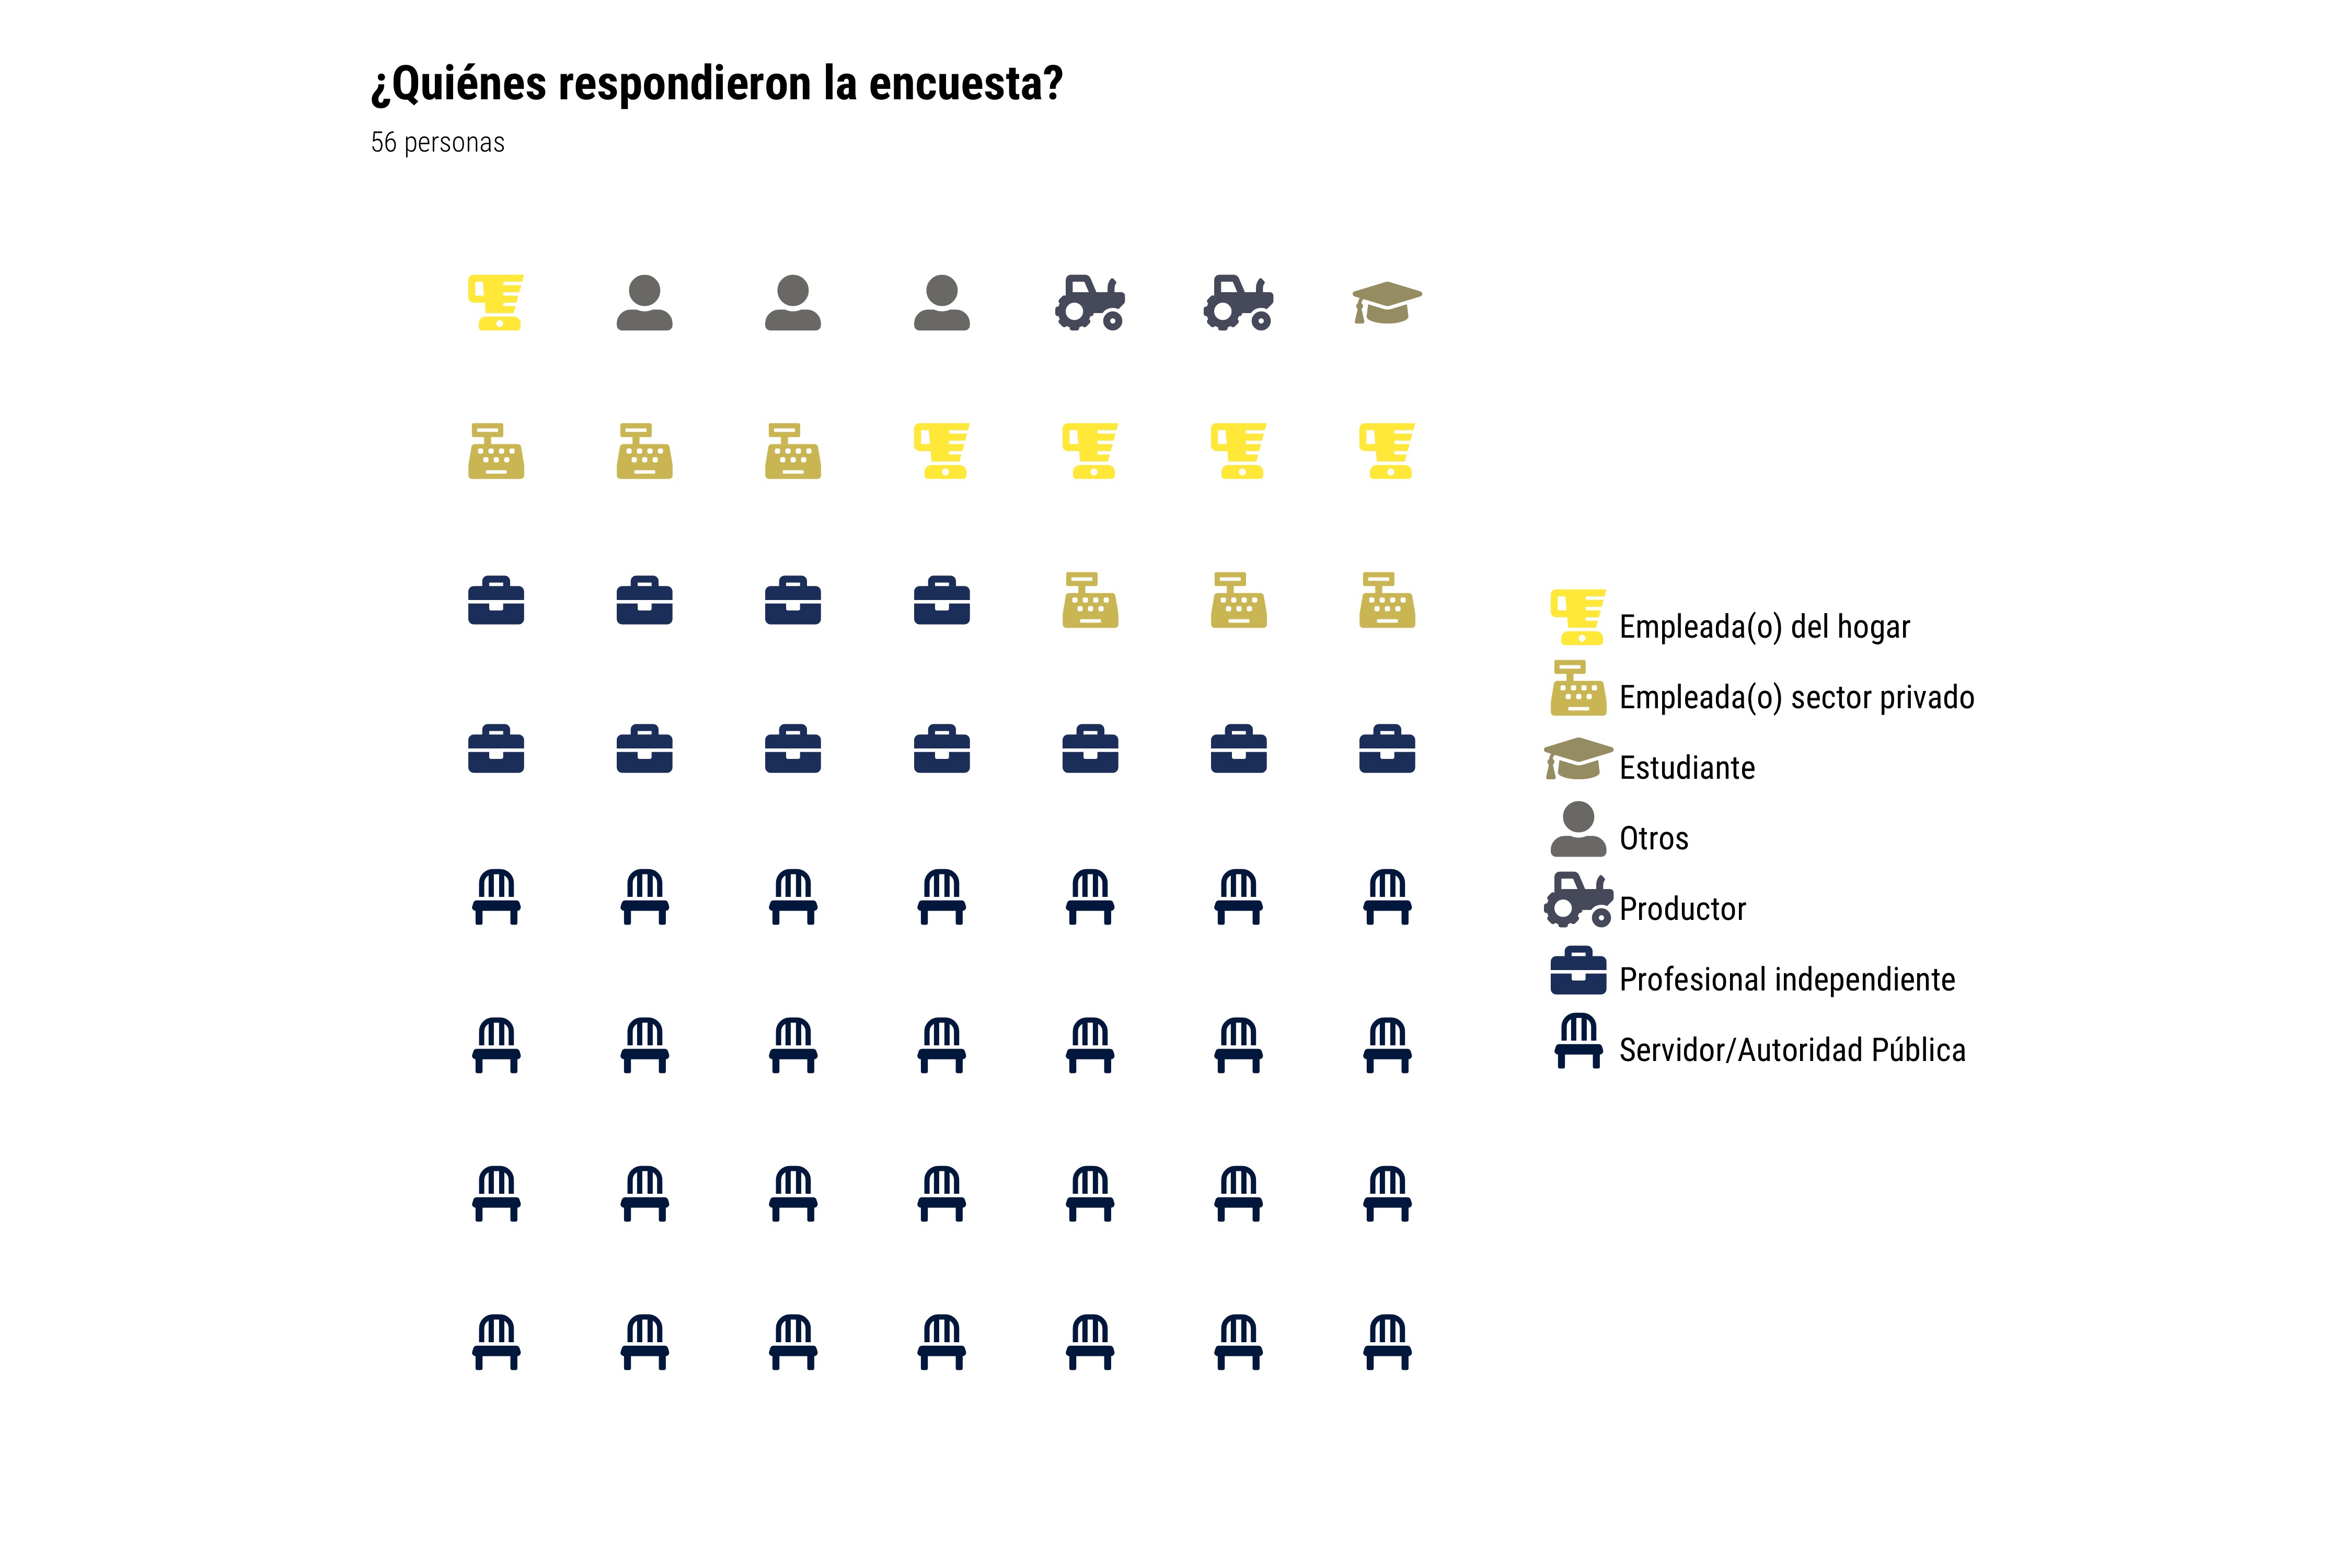 ¿Quiénes respondieron la encuesta?
56 personas
Empleada(o) del hogar
Empleada(o) sector privado
Estudiante
Otros
Productor
Profesional independiente
Servidor/Autoridad Pública